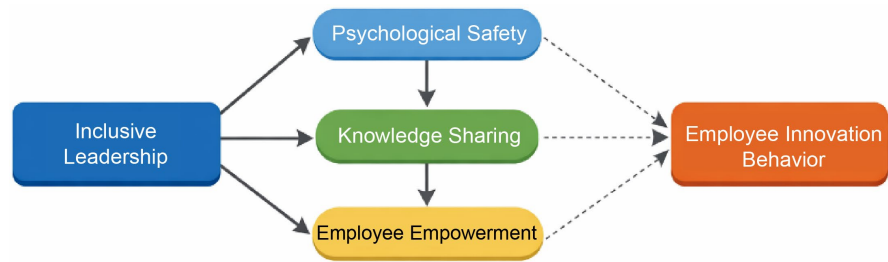 Psychological Safety
Inclusive
Leadership
Knowledge Sharing
Employee Innovation
Behavior
Employee Empowerment